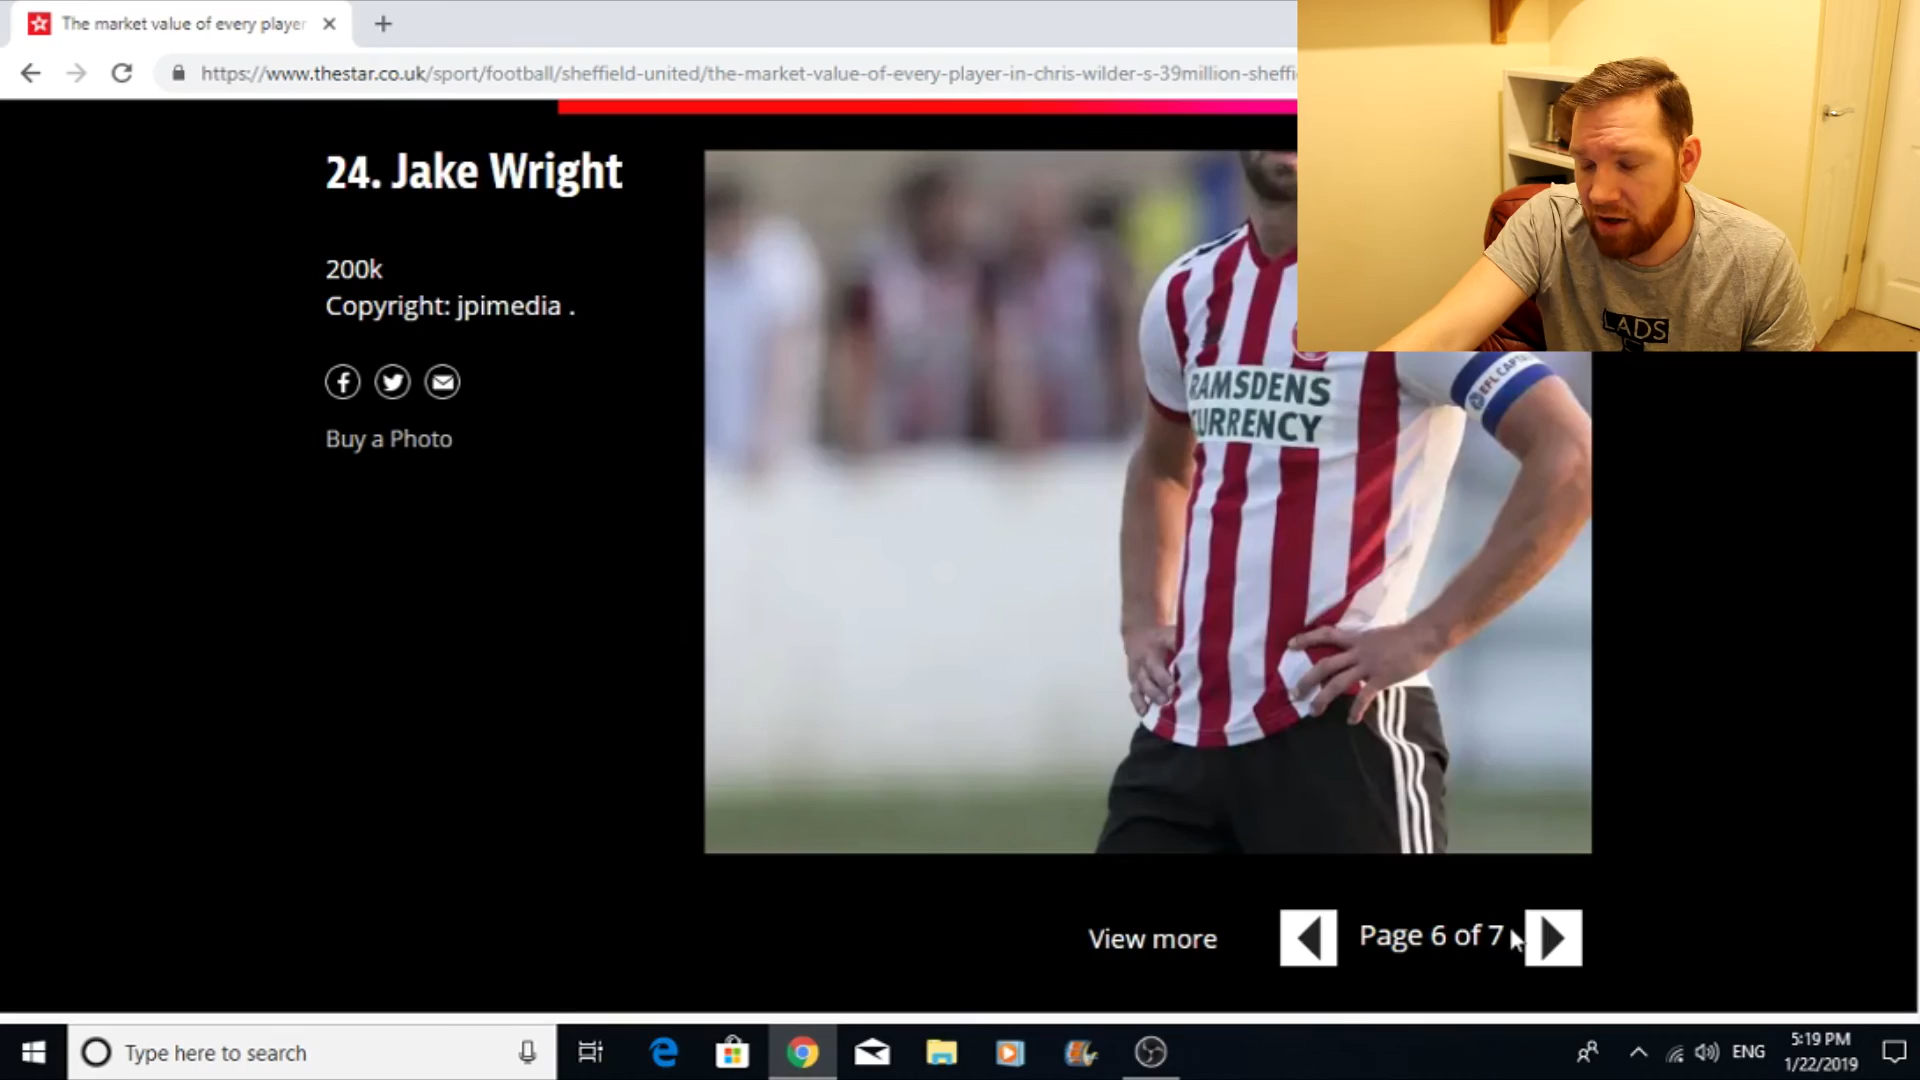 The market value of every player
https://www.thestar.co.uk/sport/football/sheffield-united/the-market-value-of-every-player-in-chris-wilder-s-39million-sheffi
24. Jake Wright
200k
Copyright: jpimedia .
Buy a Photo
RAMSDENS
CURRENCY
LADS
View more
Page 6 of 7
Type here to search
ENG
5:19 PM
1/22/2019